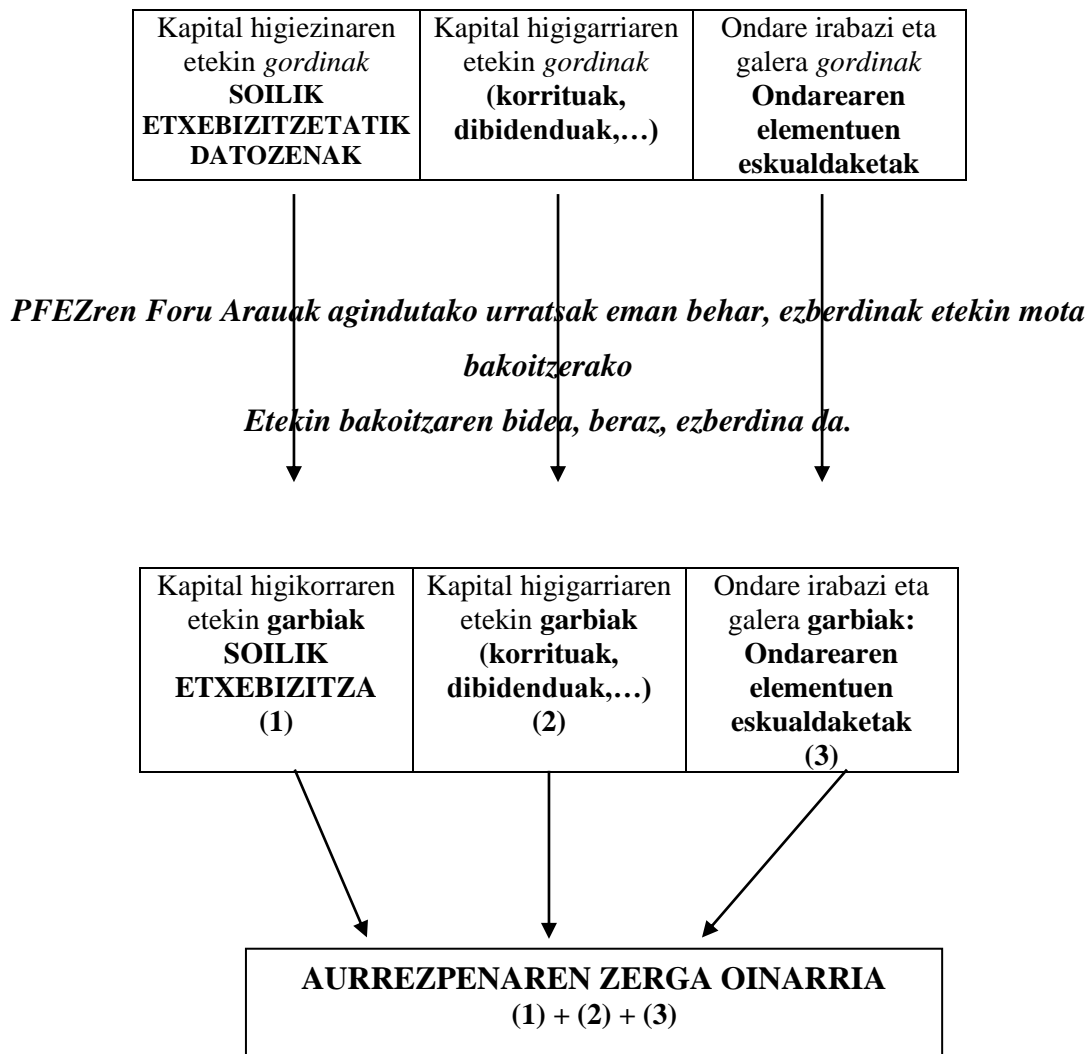 Kapital higiezinaren
etekin gordinak
SOILIK
ETXEBIZITZETATIK
DATOZENAK
Kapital higigarriaren
etekin gordinak
(korrituak,
dibidenduak,…)
Ondare irabazi eta
galera gordinak
Ondarearen
elementuen
eskualdaketak
PFEZren Foru Arauak agindutako urratsak eman behar, ezberdinak etekin mota
bakoitzerako
Etekin bakoitzaren bidea, beraz, ezberdina da.
Kapital higikorraren
etekin garbiak
SOILIK
ETXEBIZITZA
(1)
Kapital higigarriaren
etekin garbiak
(korrituak,
dibidenduak,…)
(2)
Ondare irabazi eta
galera garbiak:
Ondarearen
elementuen
eskualdaketak
(3)
AURREZPENAREN ZERGA OINARRIA
(1) + (2) + (3)